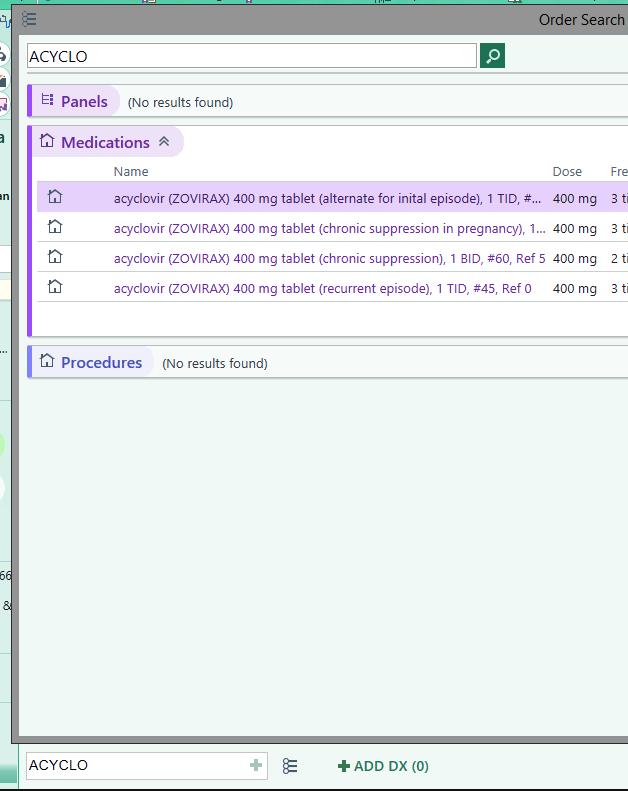 Order Search
ACYCLO
Panels (No results found)
Medications
Name Dose Fre
acyclovir (ZOVIRAX) 400 mg tablet (alternate for inital episode), 1 TID, #... 400 mg 3 ti
acyclovir (ZOVIRAX) 400 mg tablet (chronic suppression in pregnancy), 1... 400 mg 3 ti
acyclovir (ZOVIRAX) 400 mg tablet (chronic suppression), 1 BID, #60, Ref 5 400 mg 2 ti
acyclovir (ZOVIRAX) 400 mg tablet (recurrent episode), 1 TID, #45, Ref 0 400 mg 3 ti
Procedures (No results found)
66
&
ACYCLO ADD DX (0)